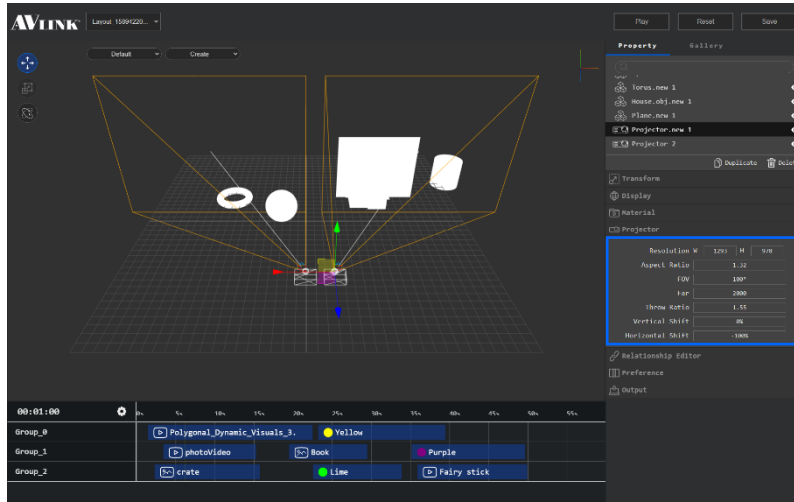 AVLINK Layout 15894220... Play Reset Save
Default Create
Property Gallery
Torus.new 1
House.obj.new 1
Plane.new 1
Projector.new 1
Projector 2
Duplicate Delet
Transform
Display
Material
Projector
Resolution W 1293 H 978
Aspect Ratio 1.32
FOV 100°
Far 2000
Throw Ratio 1.55
Vertical Shift 0%
Horizontal Shift -100%
Relationship Editor
Preference
Output
00:01:00 0s 5s 10s 15s 20s 25s 30s 35s 40s 45s 50s 55s
Group_0 Polygonal_Dynamic_Visuals_3. Yellow
Group_1 photoVideo Book Purple
Group_2 crate Lime Fairy stick